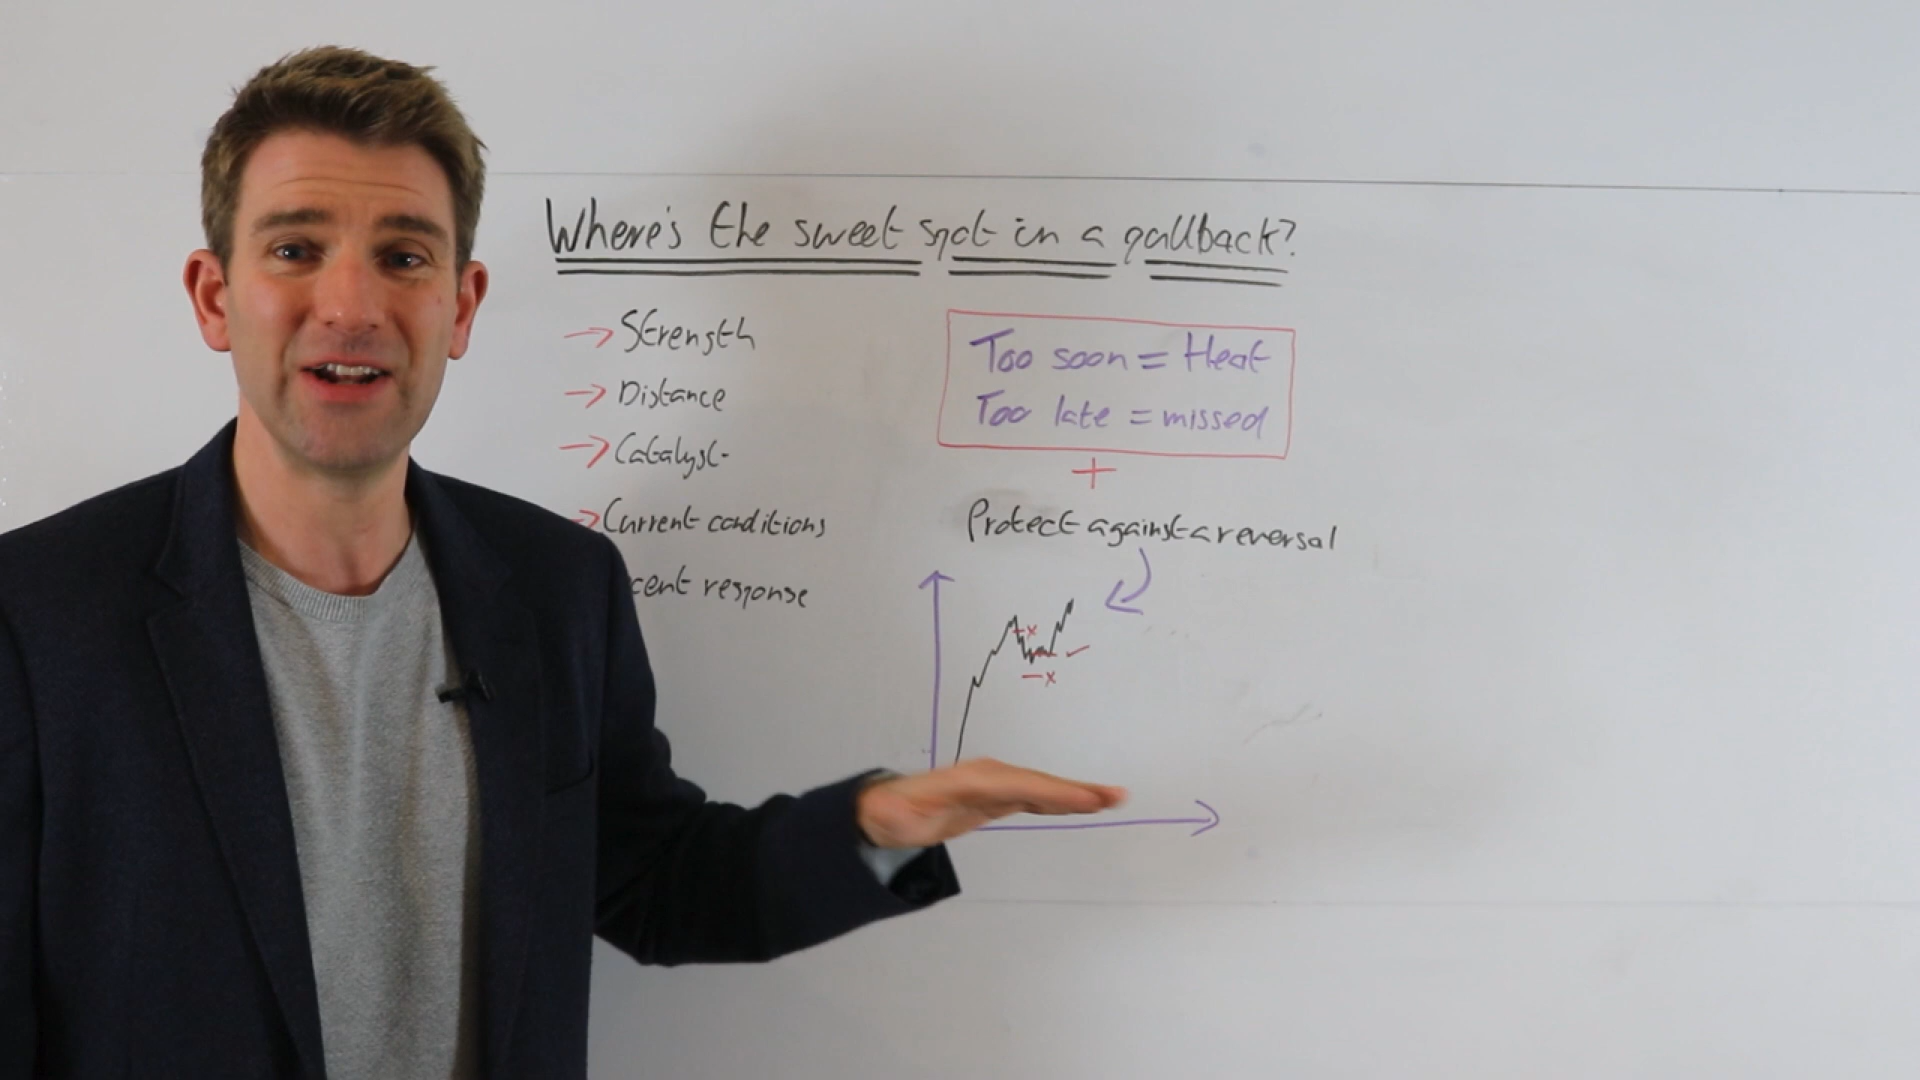 Where's the sweet spot in a pullback?
→ Strength
→ Distance
→ Catalyst
→ Current conditions
cent response
Too soon = Heat
Too late = missed
+
Protect against a reversal
x
✓
x